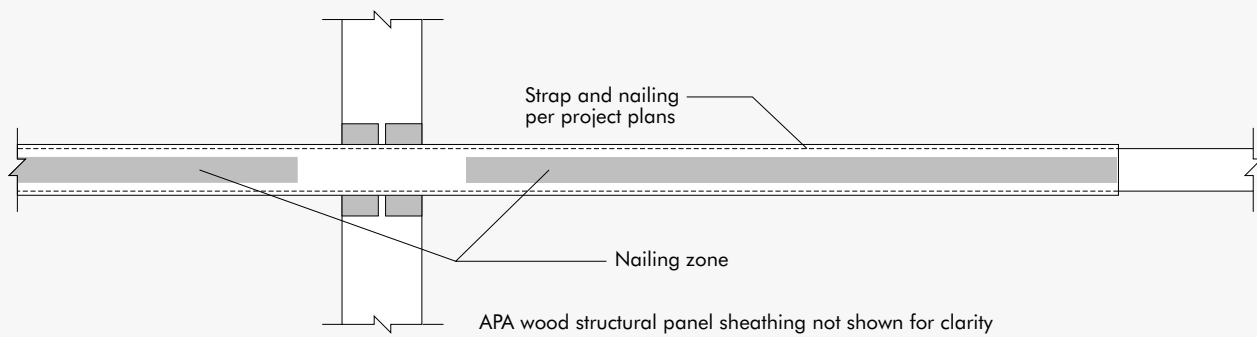 Strap and nailing
per project plans
Nailing zone
APA wood structural panel sheathing not shown for clarity